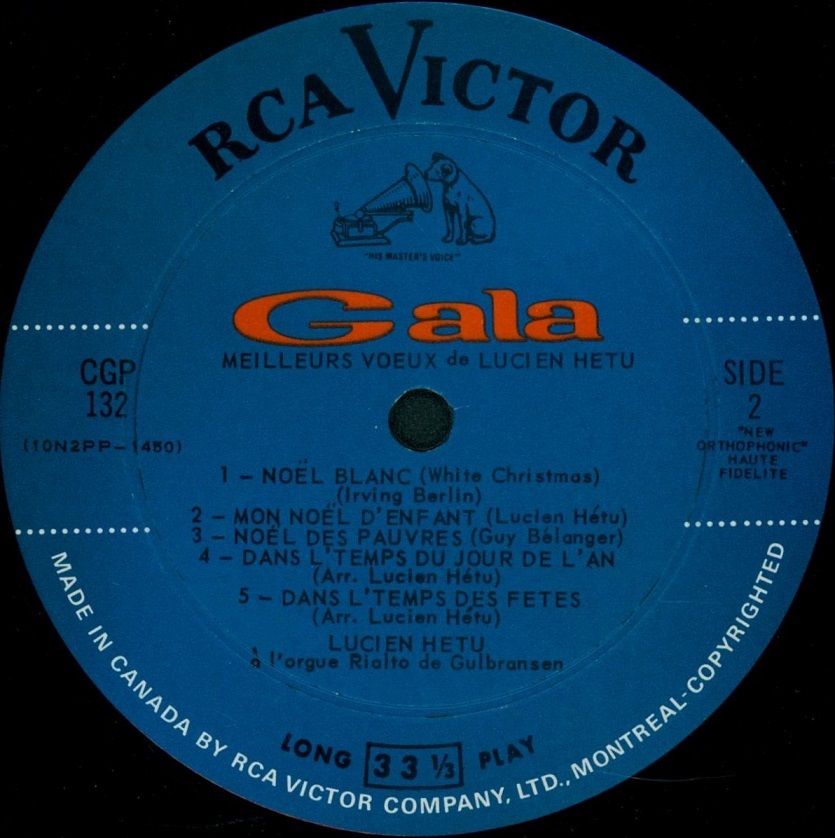 RCA VICTOR
"HIS MASTER'S VOICE"
Gala
MEILLEURS VOEUX de LUCIEN HETU
CGP
132
(10N2PP-1450)
SIDE
2
"NEW
ORTHOPHONIC"
HAUTE
FIDELITE
1 - NOËL BLANC (White Christmas)
(Irving Berlin)
2 - MON NOËL D'ENFANT (Lucien Hétu)
3 - NOËL DES PAUVRES (Guy Bélanger)
4 - DANS L'TEMPS DU JOUR DE L'AN
(Arr. Lucien Hétu)
5 - DANS L'TEMPS DES FETES
(Arr. Lucien Hétu)
LUCIEN HETU
à l'orgue Rialto de Gulbransen
LONG 33 ⅓ PLAY
MADE IN CANADA BY RCA VICTOR COMPANY, LTD., MONTREAL-COPYRIGHTED